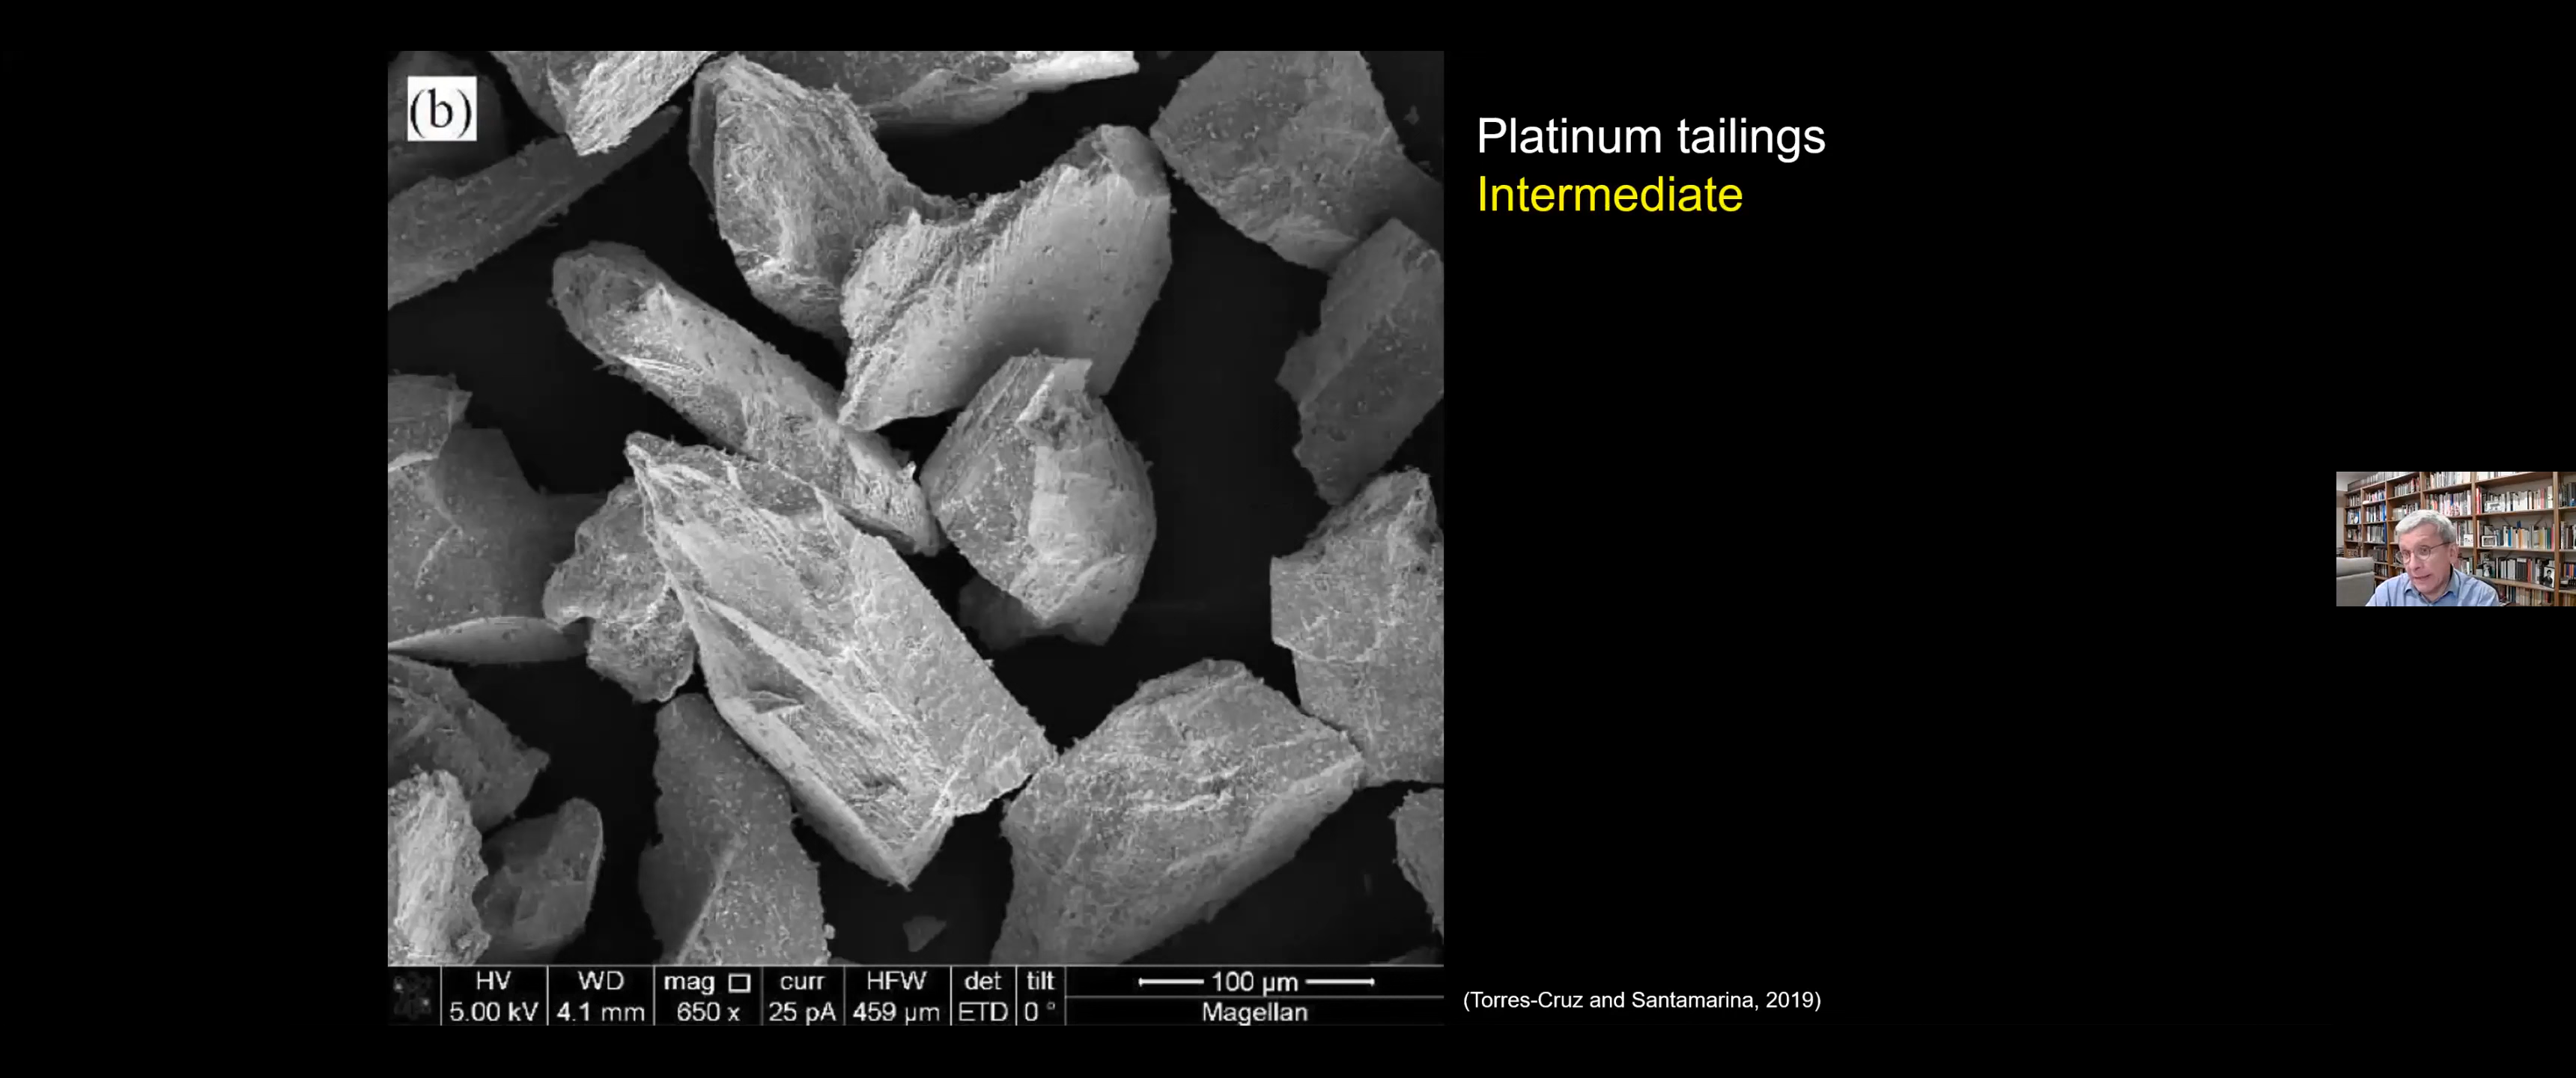 (b)
Platinum tailings
Intermediate
HV WD mag curr HFW det tilt 100 µm
5.00 kV 4.1 mm 650 x 25 pA 459 µm ETD 0 ° Magellan
(Torres-Cruz and Santamarina, 2019)